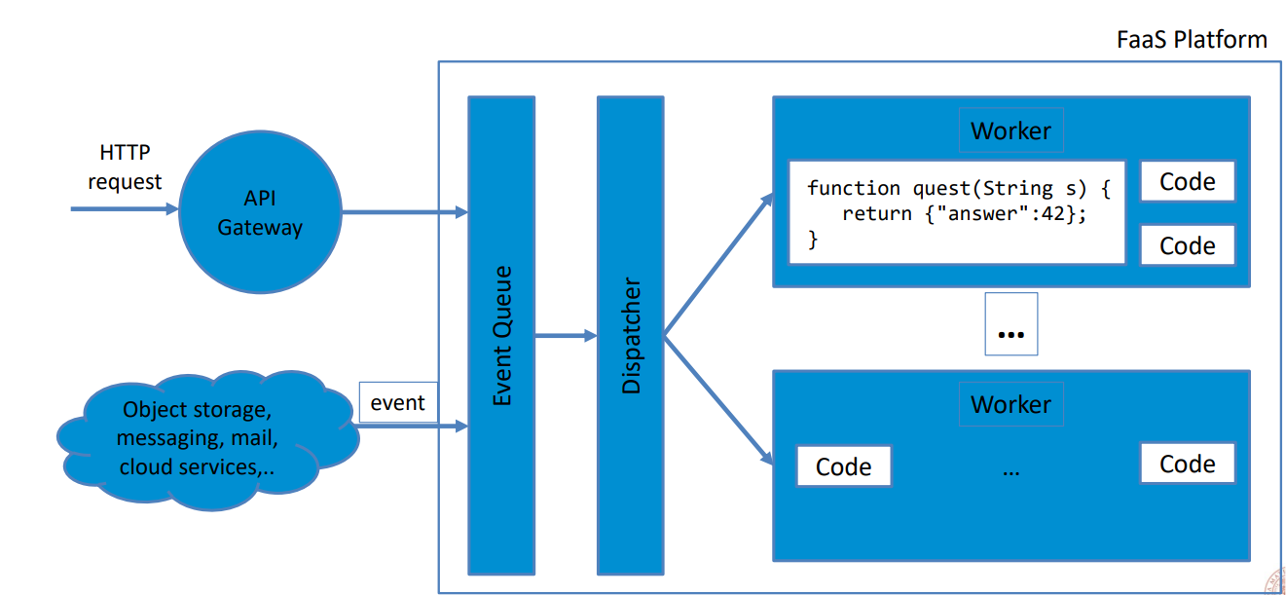 FaaS Platform
HTTP
request
API
Gateway
Object storage,
messaging, mail,
cloud services,..
event
Event Queue
Dispatcher
Worker
function quest(String s) {
return {"answer":42};
}
Code
Code
...
Worker
Code
...
Code